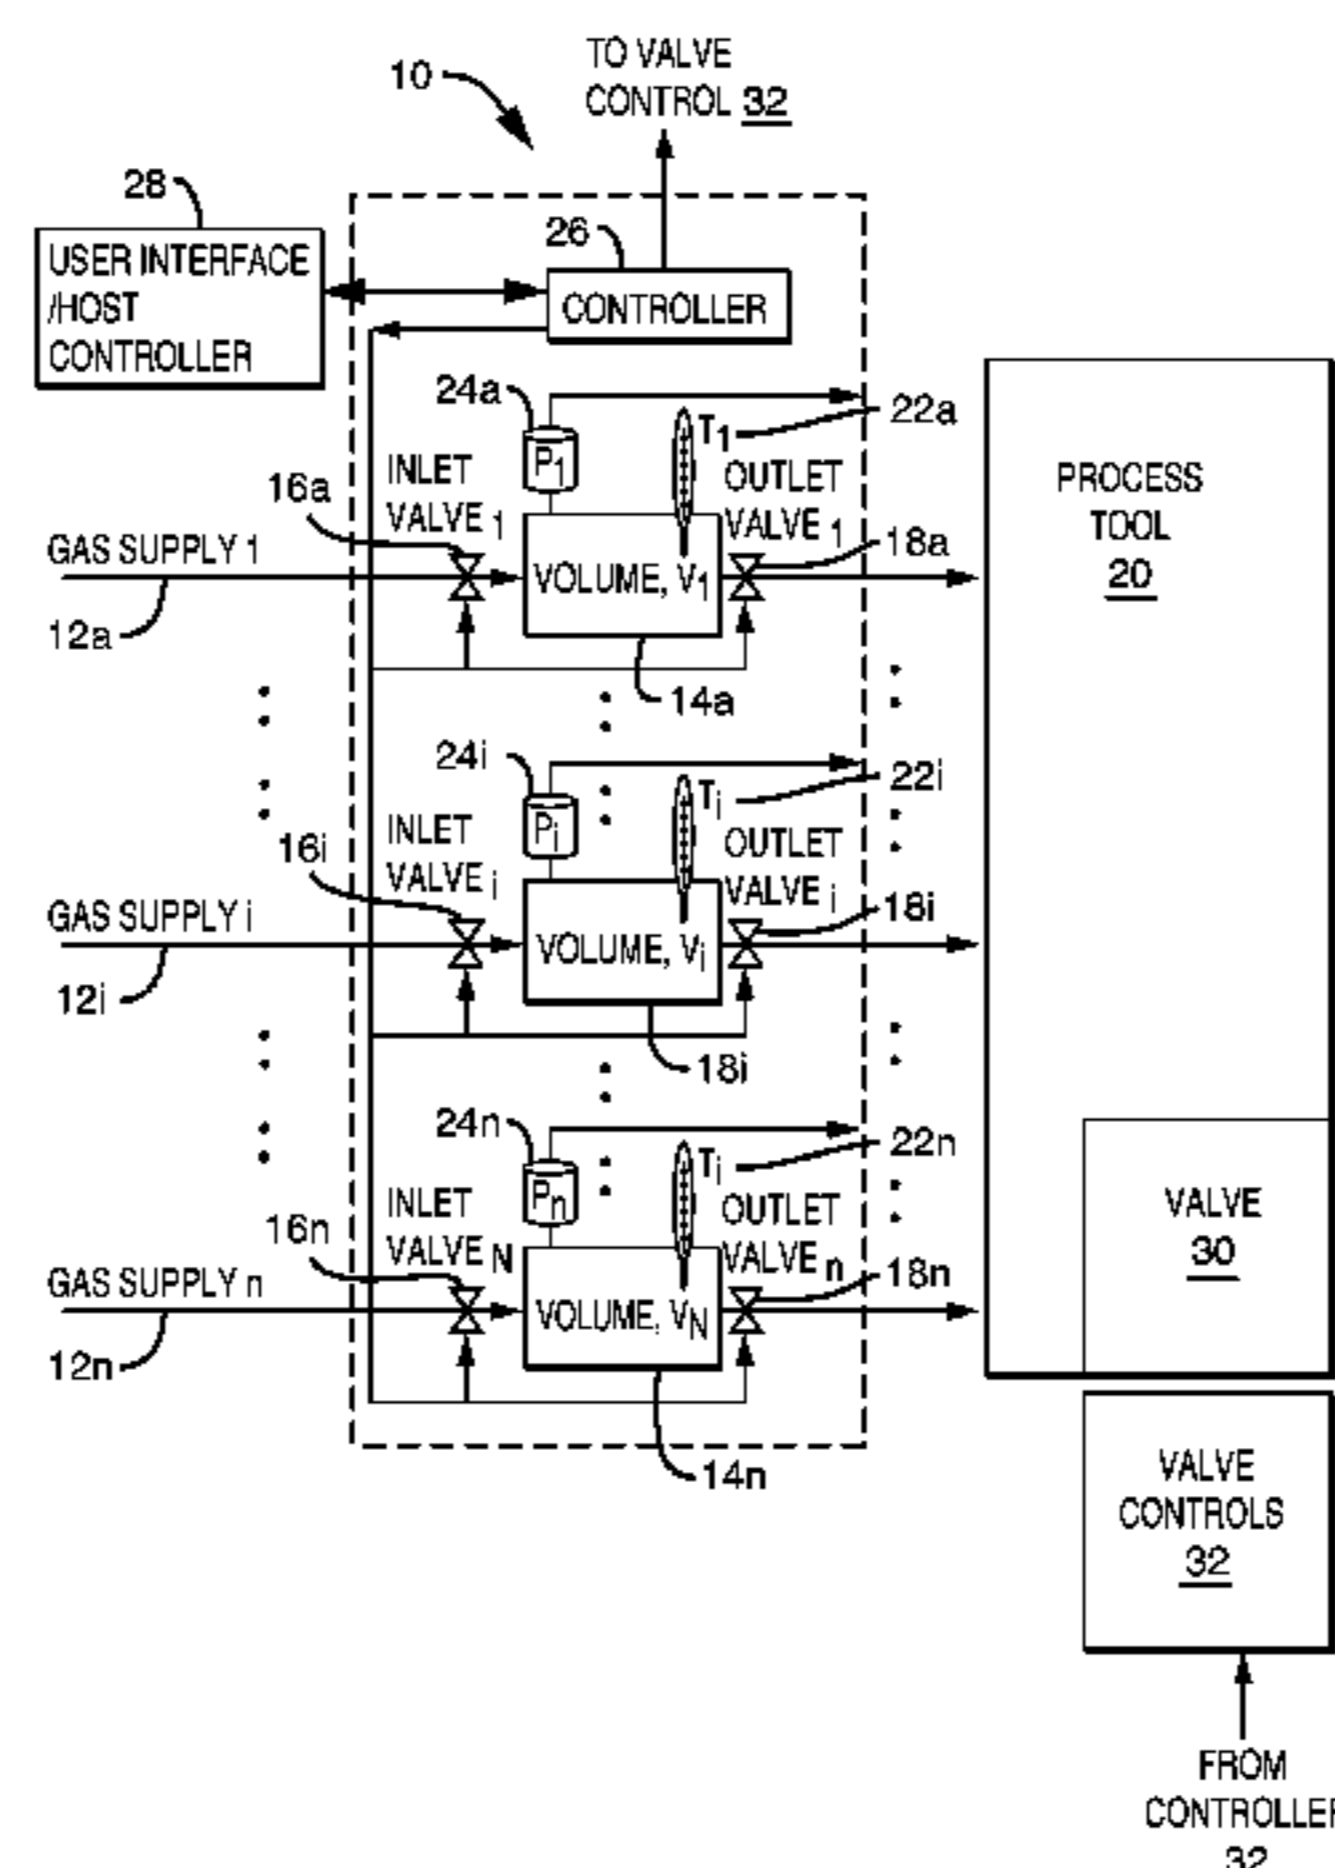 TO VALVE
CONTROL 32
10
28
USER INTERFACE
/HOST
CONTROLLER
26
CONTROLLER
24a
P1
T1
22a
INLET
VALVE 1
OUTLET
VALVE 1
16a
18a
GAS SUPPLY 1
VOLUME, V1
12a
14a
PROCESS
TOOL
20
24i
Pi
Ti
22i
INLET
VALVE i
OUTLET
VALVE i
16i
18i
GAS SUPPLY i
VOLUME, Vi
12i
18i
24n
Pn
Ti
22n
INLET
VALVE N
OUTLET
VALVE n
16n
18n
GAS SUPPLY n
VOLUME, VN
12n
14n
VALVE
30
VALVE
CONTROLS
32
FROM
CONTROLLER
32